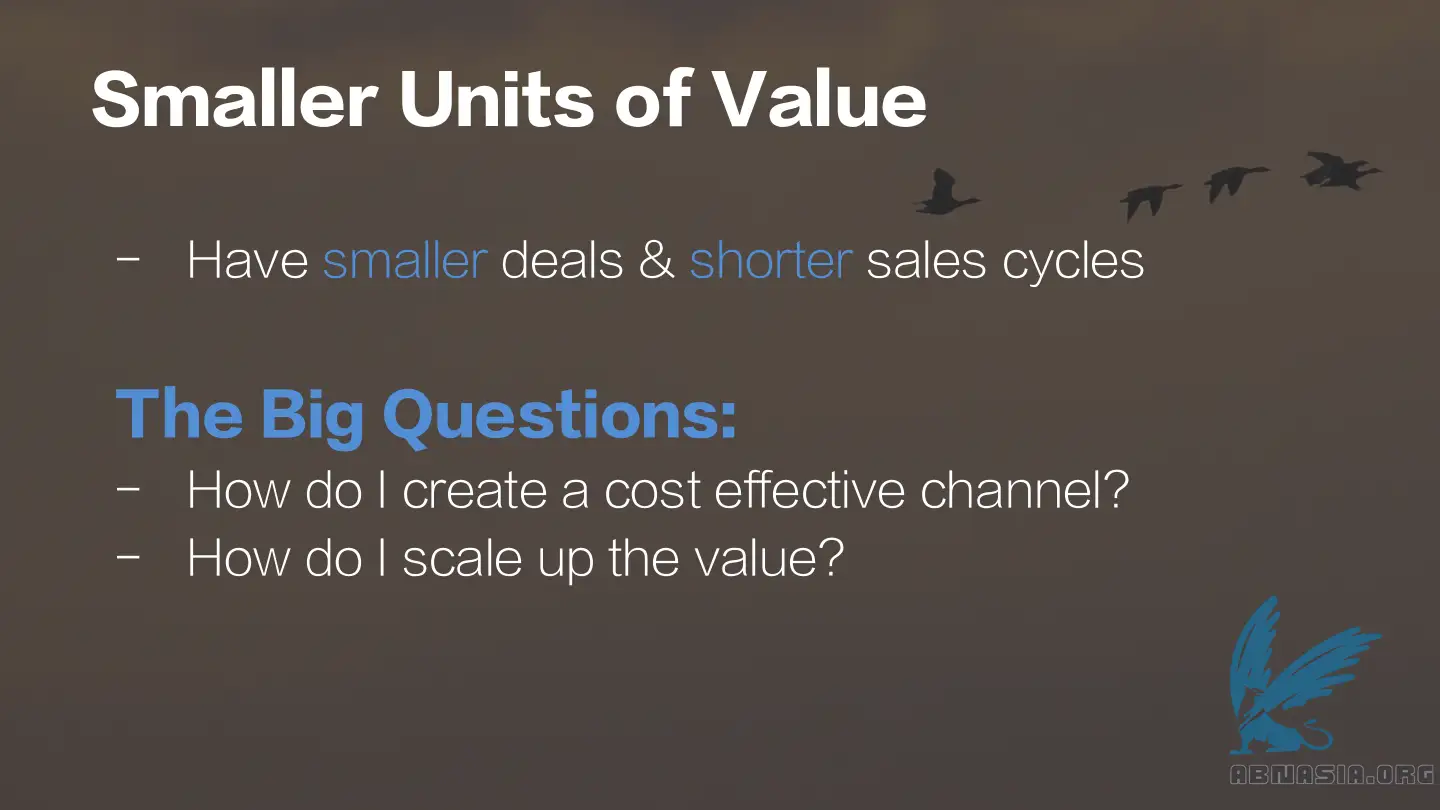 Smaller Units of Value
- Have smaller deals & shorter sales cycles
The Big Questions:
- How do I create a cost effective channel?
- How do I scale up the value?
ABNASIA.ORG